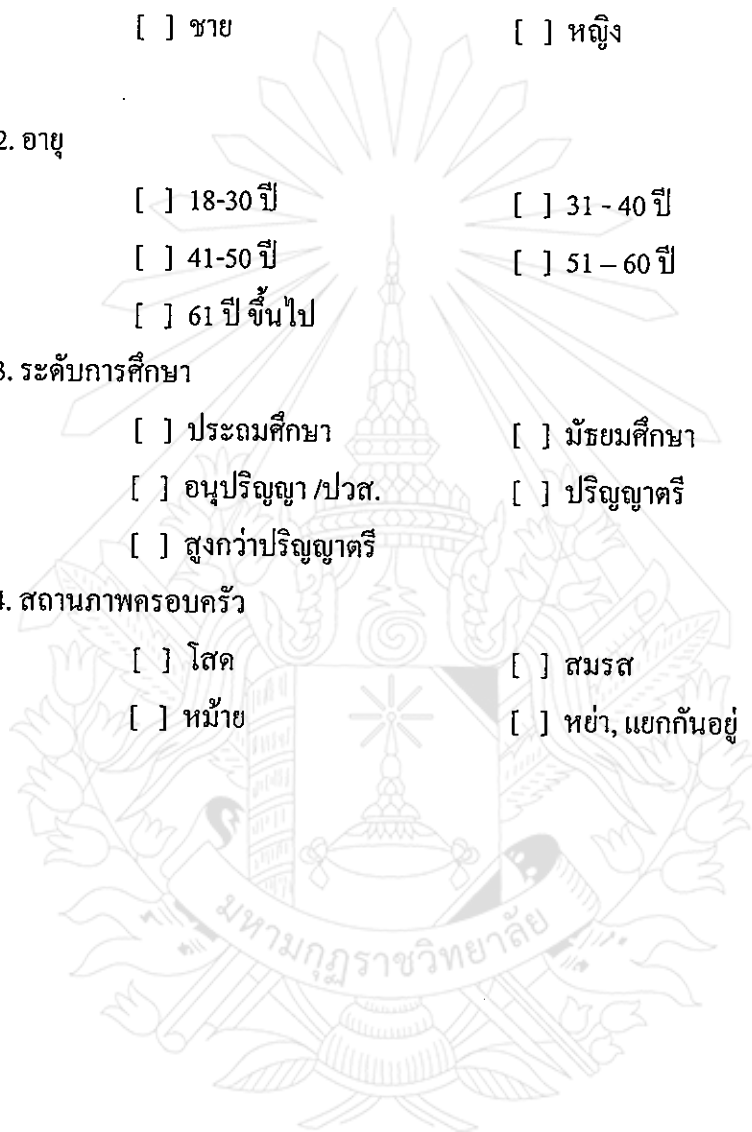 [ ] ชาย [ ] หญิง
2. อายุ
[ ] 18-30 ปี [ ] 31 - 40 ปี
[ ] 41-50 ปี [ ] 51 – 60 ปี
[ ] 61 ปี ขึ้นไป
3. ระดับการศึกษา
[ ] ประถมศึกษา [ ] มัธยมศึกษา
[ ] อนุปริญญา /ปวส. [ ] ปริญญาตรี
[ ] สูงกว่าปริญญาตรี
4. สถานภาพครอบครัว
[ ] โสด [ ] สมรส
[ ] หม้าย [ ] หย่า, แยกกันอยู่
มหามกุฏราชวิทยาลัย